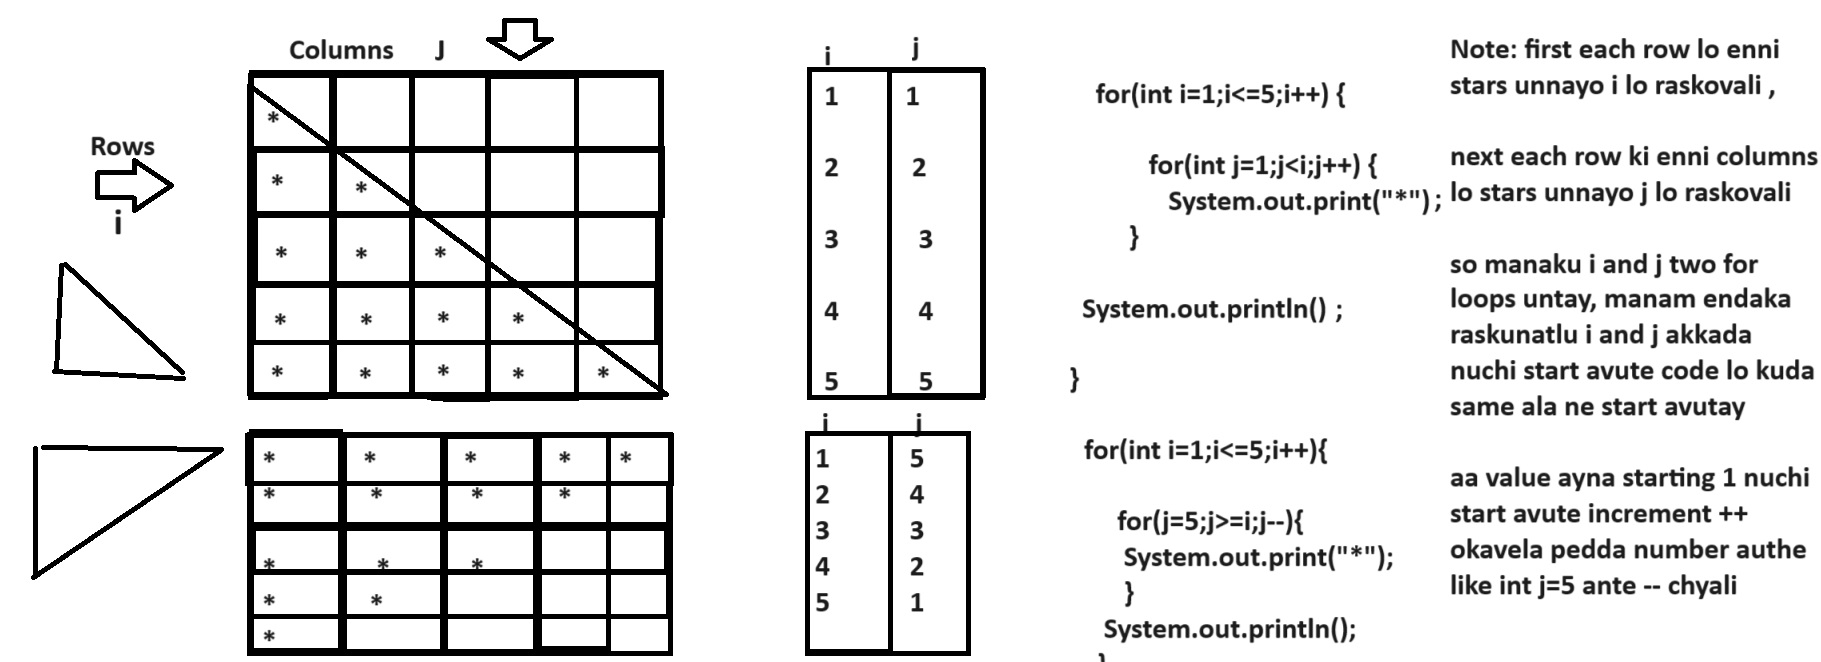 Columns J
Rows
i
*
* *
* * *
* * * *
* * * * *
* * * * *
* * * *
* * *
* *
*
i j
1 1
2 2
3 3
4 4
5 5
i j
1 5
2 4
3 3
4 2
5 1
for(int i=1;i<=5;i++) {
for(int j=1;j<i;j++) {
System.out.print("*") ;
}
System.out.println() ;
}
for(int i=1;i<=5;i++){
for(j=5;j>=i;j--){
System.out.print("*");
}
System.out.println();
}
Note: first each row lo enni
stars unnayo i lo raskovali ,
next each row ki enni columns
lo stars unnayo j lo raskovali
so manaku i and j two for
loops untay, manam endaka
raskunatlu i and j akkada
nuchi start avute code lo kuda
same ala ne start avutay
aa value ayna starting 1 nuchi
start avute increment ++
okavela pedda number authe
like int j=5 ante -- chyali